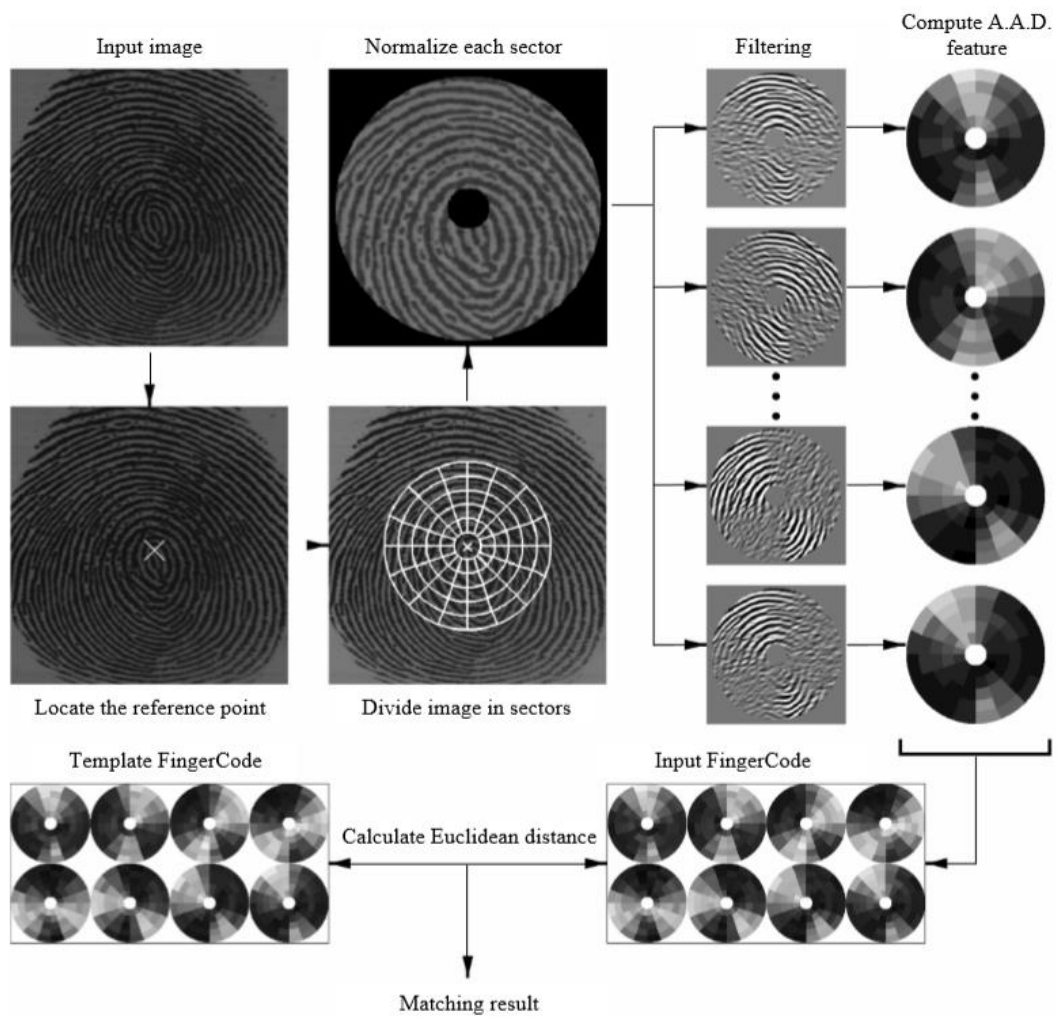 Input image
Normalize each sector
Filtering
Compute A.A.D.
feature
Locate the reference point
Divide image in sectors
Template FingerCode
Input FingerCode
Calculate Euclidean distance
Matching result